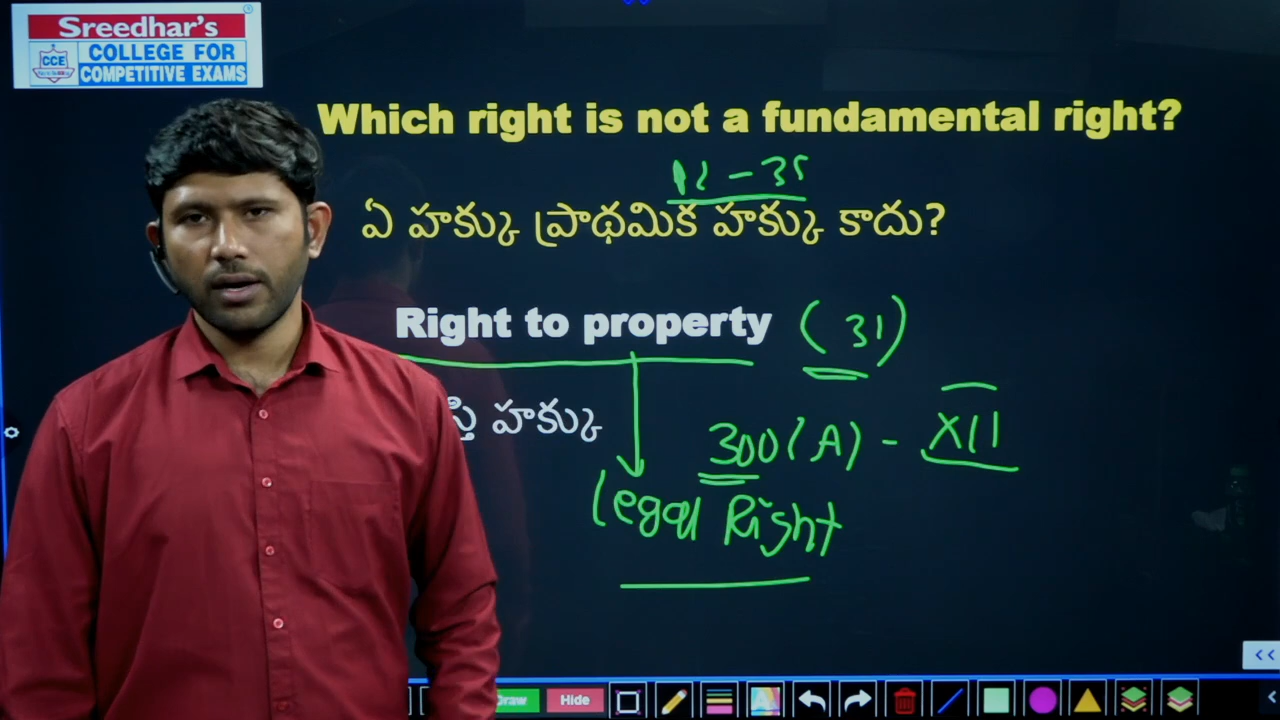 Sreedhar's
CCE
COLLEGE FOR
COMPETITIVE EXAMS
Which right is not a fundamental right?
12 - 35
ఏ హక్కు ప్రాథమిక హక్కు కాదు?
Right to property (31)
స్తి హక్కు
300(A) - XII
Legal Right
Draw
Hide